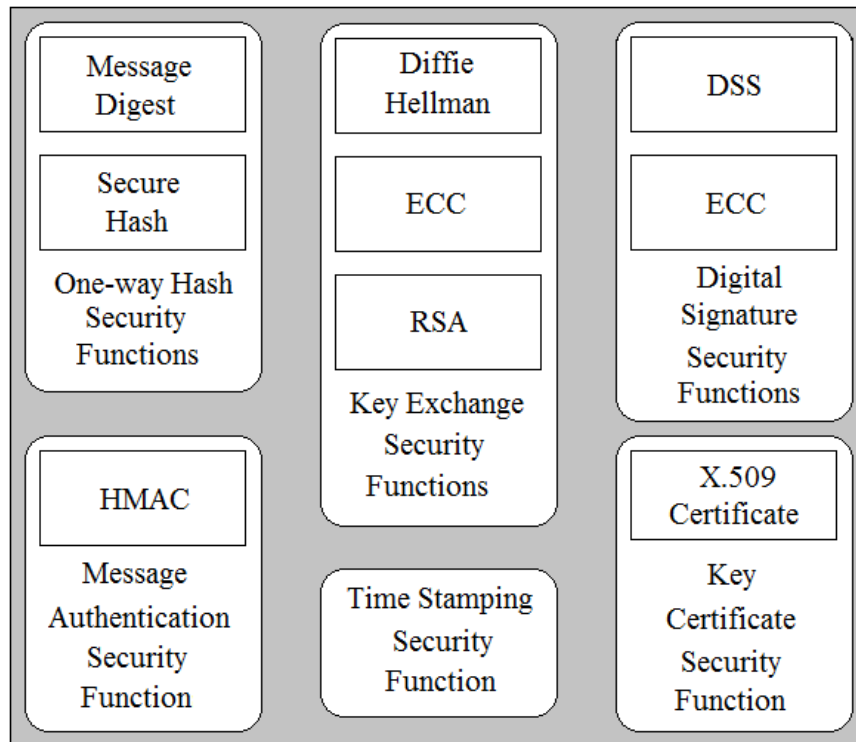 Message
Digest
Secure
Hash
One-way Hash
Security
Functions
Diffie
Hellman
ECC
RSA
Key Exchange
Security
Functions
DSS
ECC
Digital
Signature
Security
Functions
HMAC
Message
Authentication
Security
Function
Time Stamping
Security
Function
X.509
Certificate
Key
Certificate
Security
Function